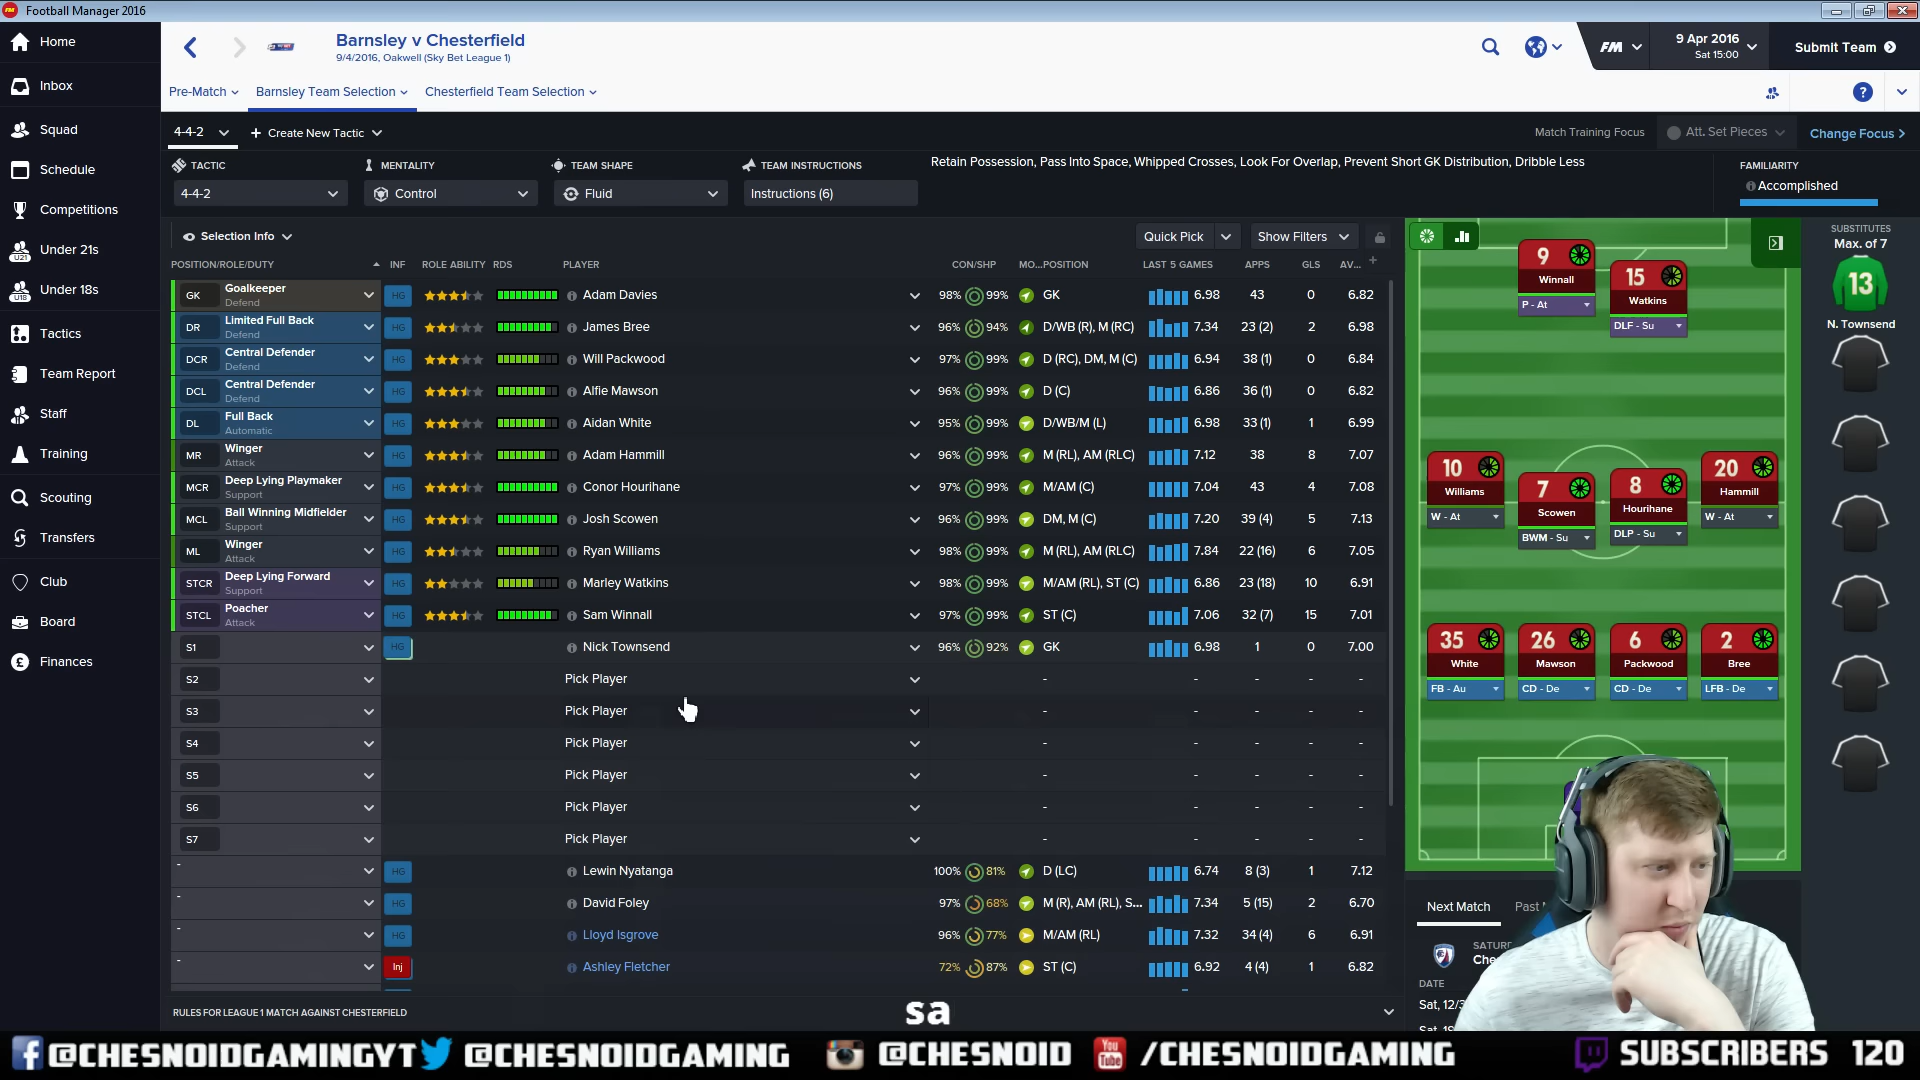 Football Manager 2016
Home
Inbox
Squad
Schedule
Competitions
Under 21s
Under 18s
Tactics
Team Report
Staff
Training
Scouting
Transfers
Club
Board
Finances
Barnsley v Chesterfield
9/4/2016, Oakwell (Sky Bet League 1)
FM
9 Apr 2016
Sat 15:00
Submit Team
Pre-Match
Barnsley Team Selection
Chesterfield Team Selection
4-4-2
+ Create New Tactic
Match Training Focus
Att. Set Pieces
Change Focus >
TACTIC
4-4-2
MENTALITY
Control
TEAM SHAPE
Fluid
TEAM INSTRUCTIONS
Instructions (6)
Retain Possession, Pass Into Space, Whipped Crosses, Look For Overlap, Prevent Short GK Distribution, Dribble Less
FAMILIARITY
Accomplished
Selection Info
Quick Pick
Show Filters
POSITION/ROLE/DUTY INF ROLE ABILITY RDS PLAYER CON/SHP MO... POSITION LAST 5 GAMES APPS GLS AV... +
GK Goalkeeper Defend HG Adam Davies 98% 99% GK 6.98 43 0 6.82
DR Limited Full Back Defend HG James Bree 96% 94% D/WB (R), M (RC) 7.34 23 (2) 2 6.98
DCR Central Defender Defend HG Will Packwood 97% 99% D (RC), DM, M (C) 6.94 38 (1) 0 6.84
DCL Central Defender Defend HG Alfie Mawson 96% 99% D (C) 6.86 36 (1) 0 6.82
DL Full Back Automatic HG Aidan White 95% 99% D/WB/M (L) 6.98 33 (1) 1 6.99
MR Winger Attack HG Adam Hammill 96% 99% M (RL), AM (RLC) 7.12 38 8 7.07
MCR Deep Lying Playmaker Support HG Conor Hourihane 97% 99% M/AM (C) 7.04 43 4 7.08
MCL Ball Winning Midfielder Support HG Josh Scowen 96% 99% DM, M (C) 7.20 39 (4) 5 7.13
ML Winger Attack HG Ryan Williams 98% 99% M (RL), AM (RLC) 7.84 22 (16) 6 7.05
STCR Deep Lying Forward Support HG Marley Watkins 98% 99% M/AM (RL), ST (C) 6.86 23 (18) 10 6.91
STCL Poacher Attack HG Sam Winnall 97% 99% ST (C) 7.06 32 (7) 15 7.01
S1 HG Nick Townsend 96% 92% GK 6.98 1 0 7.00
S2 Pick Player - - - - -
S3 Pick Player - - - - -
S4 Pick Player - - - - -
S5 Pick Player - - - - -
S6 Pick Player - - - - -
S7 Pick Player - - - - -
- HG Lewin Nyatanga 100% 81% D (LC) 6.74 8 (3) 1 7.12
- HG David Foley 97% 68% M (R), AM (RL), S... 7.34 5 (15) 2 6.70
- HG Lloyd Isgrove 96% 77% M/AM (RL) 7.32 34 (4) 6 6.91
- Inj Ashley Fletcher 72% 87% ST (C) 6.92 4 (4) 1 6.82
RULES FOR LEAGUE 1 MATCH AGAINST CHESTERFIELD
sa
9 Winnall P - At
15 Watkins DLF - Su
10 Williams W - At
7 Scowen BWM - Su
8 Hourihane DLP - Su
20 Hammill W - At
35 White FB - Au
26 Mawson CD - De
6 Packwood CD - De
2 Bree LFB - De
SUBSTITUTES
Max. of 7
13
N. Townsend
Next Match
Past
DATE
@CHESNOIDGAMINGYT
@CHESNOIDGAMING
@CHESNOID
You Tube
/CHESNOIDGAMING
SUBSCRIBERS 120